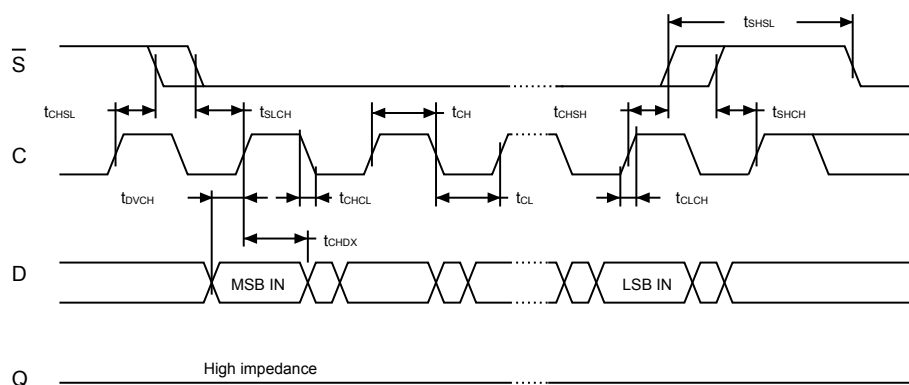 tSHSL
S
tCHSL
tSLCH
tCH
tCHSH
tSHCH
C
tDVCH
tCHCL
tCL
tCLCH
tCHDX
D
MSB IN
LSB IN
High impedance
Q